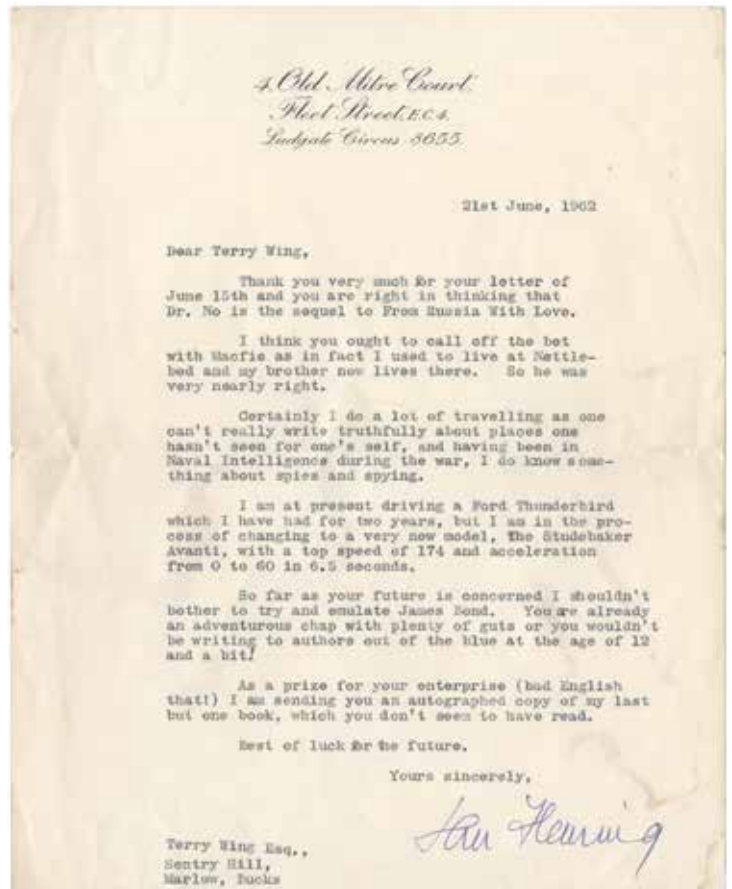 4, Old Mitre Court,
Fleet Street, E.C.4.
Ludgate Circus 8655.
21st June, 1962
Dear Terry Wing,
Thank you very much for your letter of
June 15th and you are right in thinking that
Dr. No is the sequel to From Russia With Love.
I think you ought to call off the bet
with Macfie as in fact I used to live at Nettle-
bed and my brother now lives there. So he was
very nearly right.
Certainly I do a lot of travelling as one
can't really write truthfully about places one
hasn't seen for one's self, and having been in
Naval Intelligence during the war, I do know some-
thing about spies and spying.
I am at present driving a Ford Thunderbird
which I have had for two years, but I am in the pro-
cess of changing to a very new model, The Studebaker
Avanti, with a top speed of 174 and acceleration
from 0 to 60 in 6.5 seconds.
So far as your future is concerned I shouldn't
bother to try and emulate James Bond. You are already
an adventurous chap with plenty of guts or you wouldn't
be writing to authors out of the blue at the age of 12
and a bit!
As a prize for your enterprise (bad English
that!) I am sending you an autographed copy of my last
but one book, which you don't seem to have read.
Best of luck for the future.
Yours sincerely,
Ian Fleming
Terry Wing Esq.,
Sentry Hill,
Marlow, Bucks